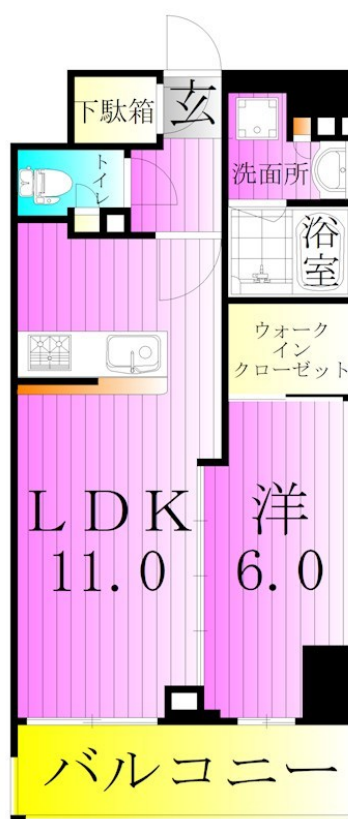 下駄箱
玄
トイレ
洗面所
浴室
ウォーク
イン
クローゼット
LDK
11.0
洋
6.0
バルコニー